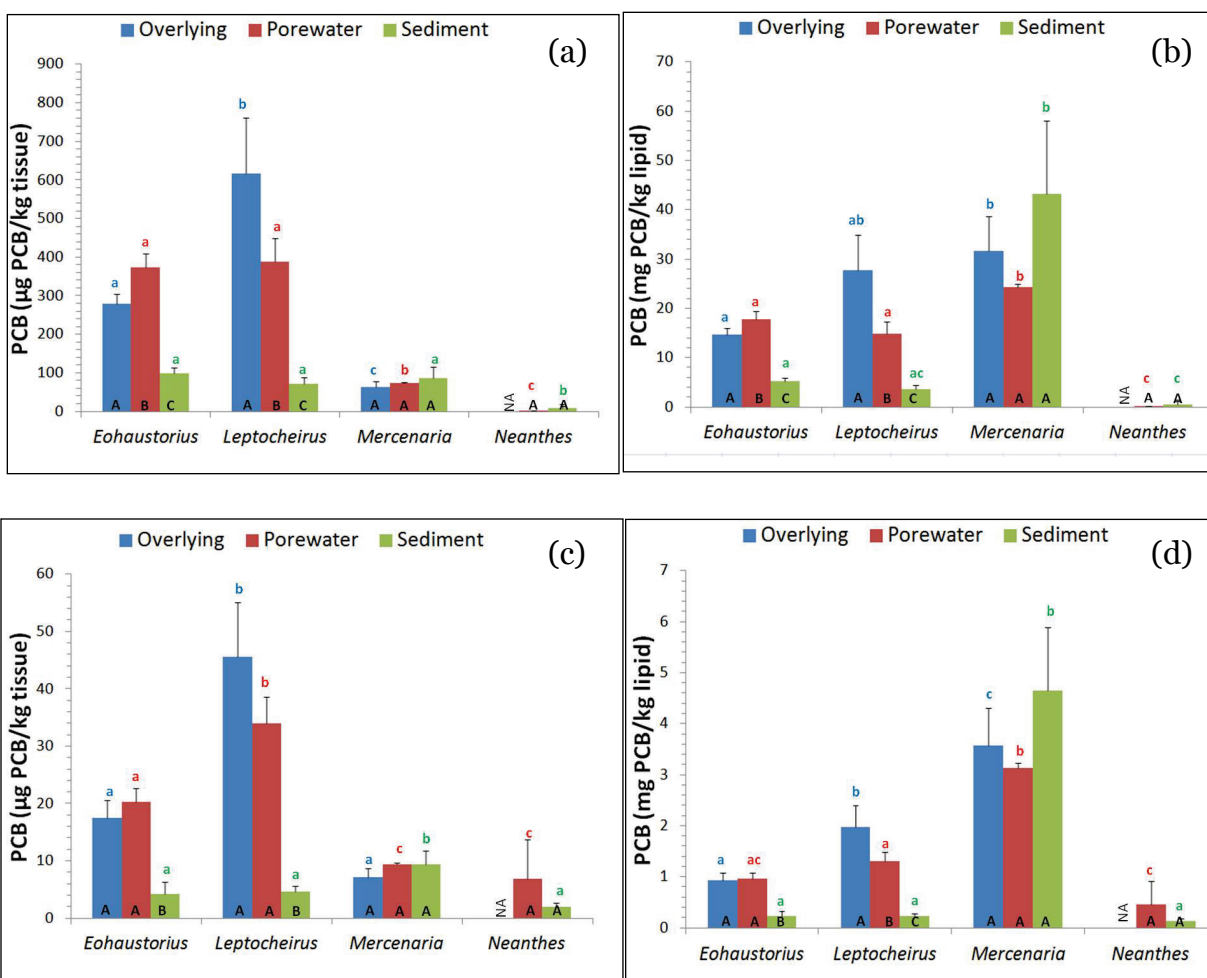 Overlying Porewater Sediment
(a)
PCB (µg PCB/kg tissue)
900
800
700
600
500
400
300
200
100
0
a a a
b a a
c b a
NA c b
A B C
A B C
A A A
A A
Eohaustorius Leptocheirus Mercenaria Neanthes
Overlying Porewater Sediment
(b)
PCB (mg PCB/kg lipid)
70
60
50
40
30
20
10
0
a a a
ab a ac
b b b
NA c c
A B C
A B C
A A A
A A
Eohaustorius Leptocheirus Mercenaria Neanthes
Overlying Porewater Sediment
(c)
PCB (µg PCB/kg tissue)
60
50
40
30
20
10
0
a a a
b b a
a c b
NA c a
A A B
A A B
A A A
A A
Eohaustorius Leptocheirus Mercenaria Neanthes
Overlying Porewater Sediment
(d)
PCB (mg PCB/kg lipid)
7
6
5
4
3
2
1
0
a ac a
b a a
c b b
NA c a
A A B
A B C
A A A
A A
Eohaustorius Leptocheirus Mercenaria Neanthes